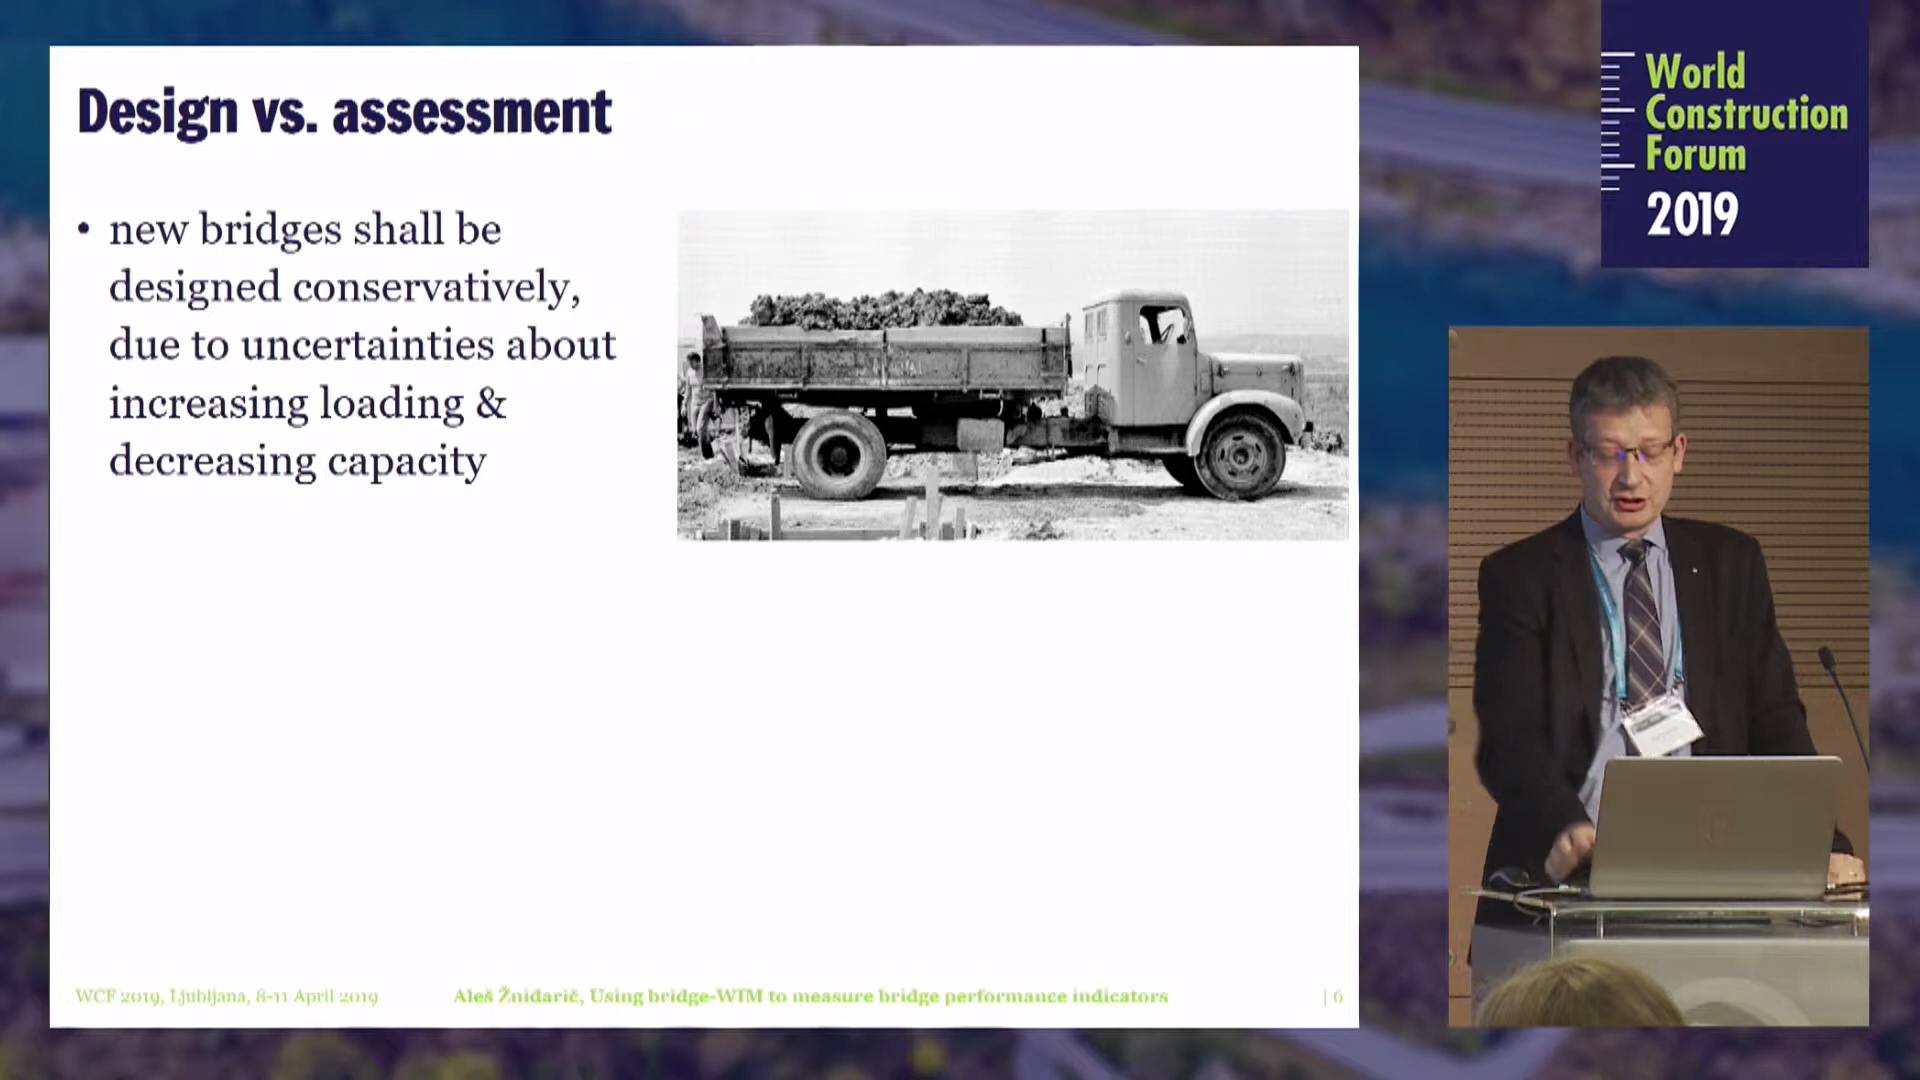 Design vs. assessment
• new bridges shall be
designed conservatively,
due to uncertainties about
increasing loading &
decreasing capacity
WCF 2019, Ljubljana, 8-11 April 2019
Aleš Žnidarič, Using bridge-WIM to measure bridge performance indicators
| 6
World
Construction
Forum
2019